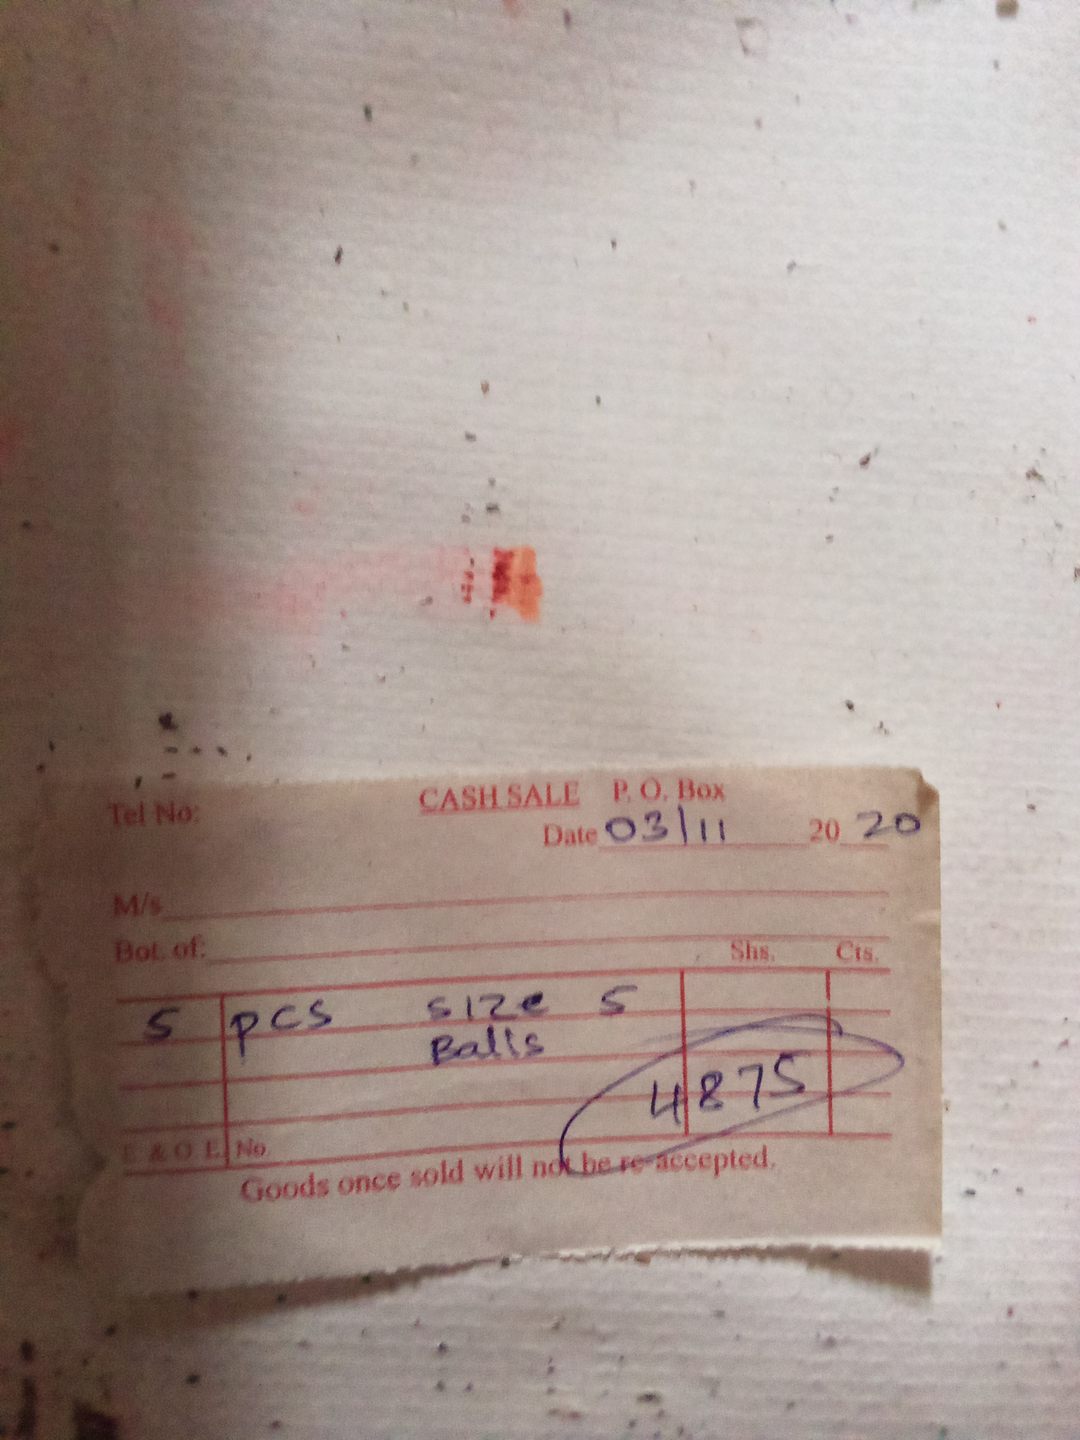 CASH SALE P. O. Box
Tel No:
Date 03/11 20 20
M/s
Bot. of:
Shs. Cts.
5 pcs size 5
Balls
4875
E. & O. E. No.
Goods once sold will not be re-accepted.